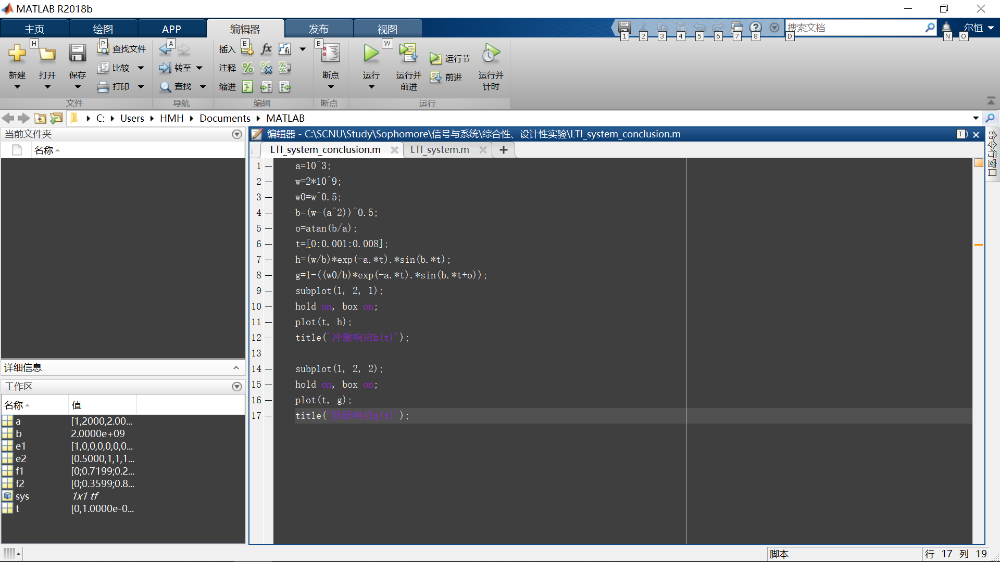 MATLAB R2018b
主页 绘图 APP 编辑器 发布 视图
搜索文档
尔恒
H P A E B W 1 2 3 4 5 6 7 8 D N O
新建 打开 保存
查找文件
比较
打印
转至
查找
插入
注释
缩进
断点
运行
运行并
前进
运行节
前进
运行并
计时
文件 导航 编辑 断点 运行
C: Users HMH Documents MATLAB
当前文件夹
名称
详细信息
工作区
名称 值
a [1,2000,2.00...
b 2.0000e+09
e1 [1,0,0,0,0,0,0...
e2 [0.5000,1,1,1...
f1 [0;0.7199;0.2...
f2 [0;0.3599;0.8...
sys 1x1 tf
t [0,1.0000e-0...
编辑器 - C:\SCNU\Study\Sophomore\信号与系统\综合性、设计性实验\LTI_system_conclusion.m
T
LTI_system_conclusion.m LTI_system.m
1 a=10^3;
2 w=2*10^9;
3 w0=w^0.5;
4 b=(w-(a^2))^0.5;
5 o=atan(b/a);
6 t=[0:0.001:0.008];
7 h=(w/b)*exp(-a.*t).*sin(b.*t);
8 g=1-((w0/b)*exp(-a.*t).*sin(b.*t+o));
9 subplot(1, 2, 1);
10 hold on, box on;
11 plot(t, h);
12 title('冲激响应h(t)');
13
14 subplot(1, 2, 2);
15 hold on, box on;
16 plot(t, g);
17 title('阶跃响应g(t)');
命令行窗口
脚本
行 17 列 19